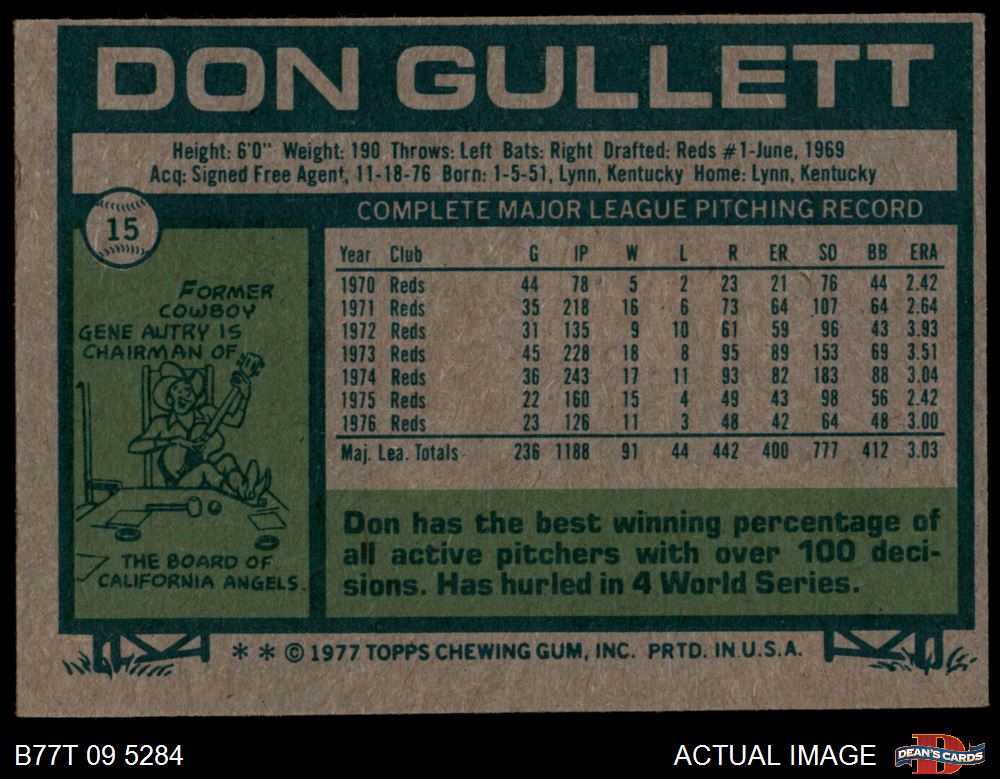 DON GULLETT
Height: 6'0" Weight: 190 Throws: Left Bats: Right Drafted: Reds #1-June, 1969
Acq: Signed Free Agent, 11-18-76 Born: 1-5-51, Lynn, Kentucky Home: Lynn, Kentucky
15
COMPLETE MAJOR LEAGUE PITCHING RECORD
Year Club G IP W L R ER SO BB ERA
1970 Reds 44 78 5 2 23 21 76 44 2.42
1971 Reds 35 218 16 6 73 64 107 64 2.64
1972 Reds 31 135 9 10 61 59 96 43 3.93
1973 Reds 45 228 18 8 95 89 153 69 3.51
1974 Reds 36 243 17 11 93 82 183 88 3.04
1975 Reds 22 160 15 4 49 43 98 56 2.42
1976 Reds 23 126 11 3 48 42 64 48 3.00
Maj. Lea. Totals 236 1188 91 44 442 400 777 412 3.03
FORMER
COWBOY
GENE AUTRY IS
CHAIRMAN OF
THE BOARD OF
CALIFORNIA ANGELS.
Don has the best winning percentage of
all active pitchers with over 100 deci-
sions. Has hurled in 4 World Series.
* * © 1977 TOPPS CHEWING GUM, INC. PRTD. IN U.S.A.
B77T 09 5284
ACTUAL IMAGE
D
DEAN'S CARDS